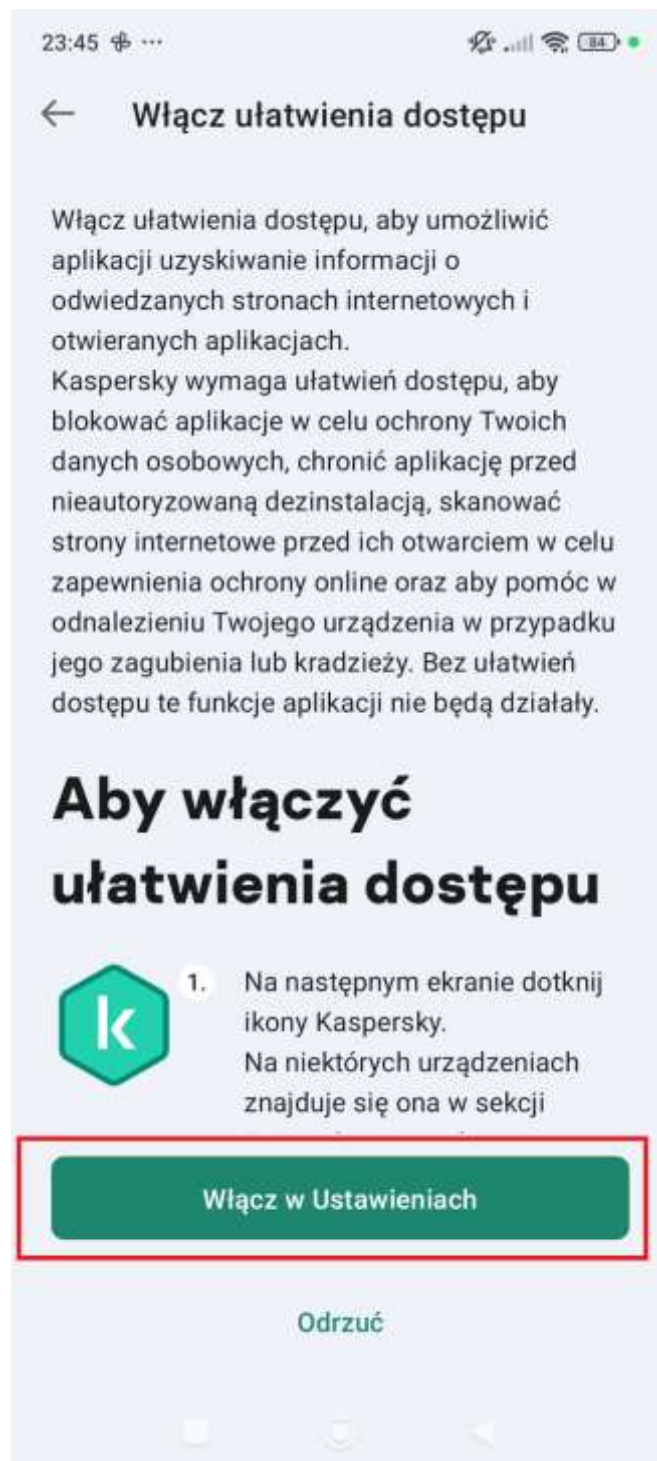 23:45 ...
84
Włącz ułatwienia dostępu
Włącz ułatwienia dostępu, aby umożliwić
aplikacji uzyskiwanie informacji o
odwiedzanych stronach internetowych i
otwieranych aplikacjach.
Kaspersky wymaga ułatwień dostępu, aby
blokować aplikacje w celu ochrony Twoich
danych osobowych, chronić aplikację przed
nieautoryzowaną dezinstalacją, skanować
strony internetowe przed ich otwarciem w celu
zapewnienia ochrony online oraz aby pomóc w
odnalezieniu Twojego urządzenia w przypadku
jego zagubienia lub kradzieży. Bez ułatwień
dostępu te funkcje aplikacji nie będą działały.
Aby włączyć
ułatwienia dostępu
k
1. Na następnym ekranie dotknij
ikony Kaspersky.
Na niektórych urządzeniach
znajduje się ona w sekcji
Włącz w Ustawieniach
Odrzuć